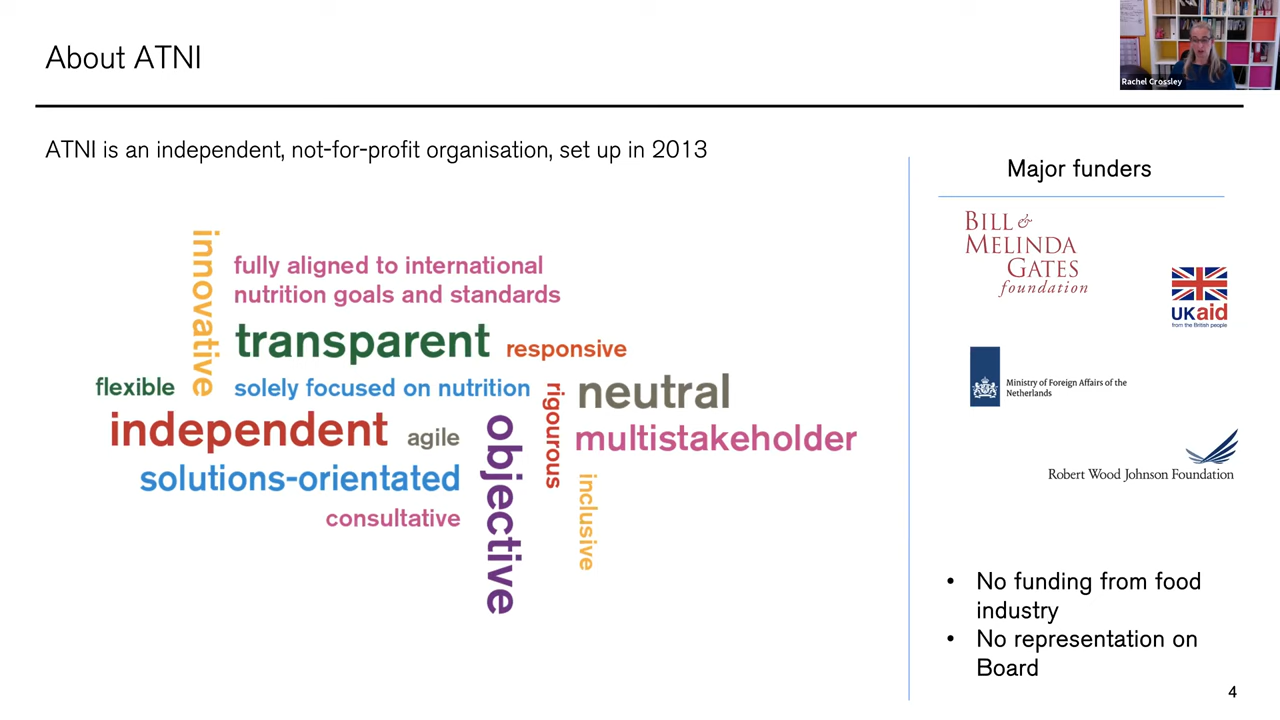 About ATNI
Rachel Crossley
ATNI is an independent, not-for-profit organisation, set up in 2013
innovative
fully aligned to international
nutrition goals and standards
transparent
responsive
flexible
solely focused on nutrition
rigourous
neutral
independent
agile
objective
multistakeholder
solutions-orientated
inclusive
consultative
Major funders
BILL &
MELINDA
GATES
foundation
UKaid
from the British people
Ministry of Foreign Affairs of the
Netherlands
Robert Wood Johnson Foundation
• No funding from food
industry
• No representation on
Board
4